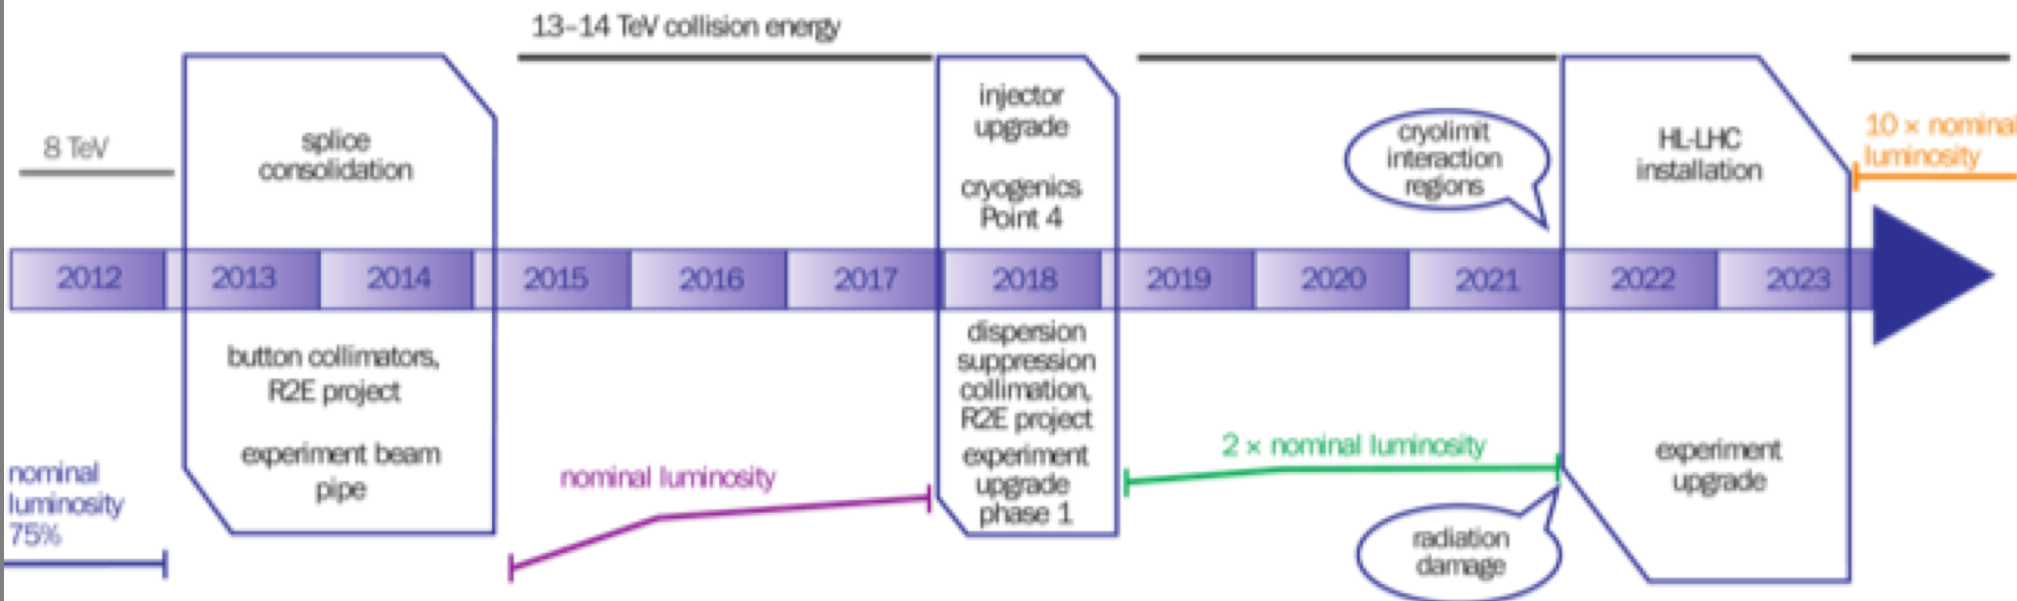 13–14 TeV collision energy
8 TeV
splice
consolidation
injector
upgrade
cryogenics
Point 4
cryolimit
interaction
regions
HL-LHC
installation
10 × nominal
luminosity
2012
2013
2014
2015
2016
2017
2018
2019
2020
2021
2022
2023
nominal
luminosity
75%
button collimators,
R2E project
experiment beam
pipe
nominal luminosity
dispersion
suppression
collimation,
R2E project
experiment
upgrade
phase 1
2 × nominal luminosity
radiation
damage
experiment
upgrade